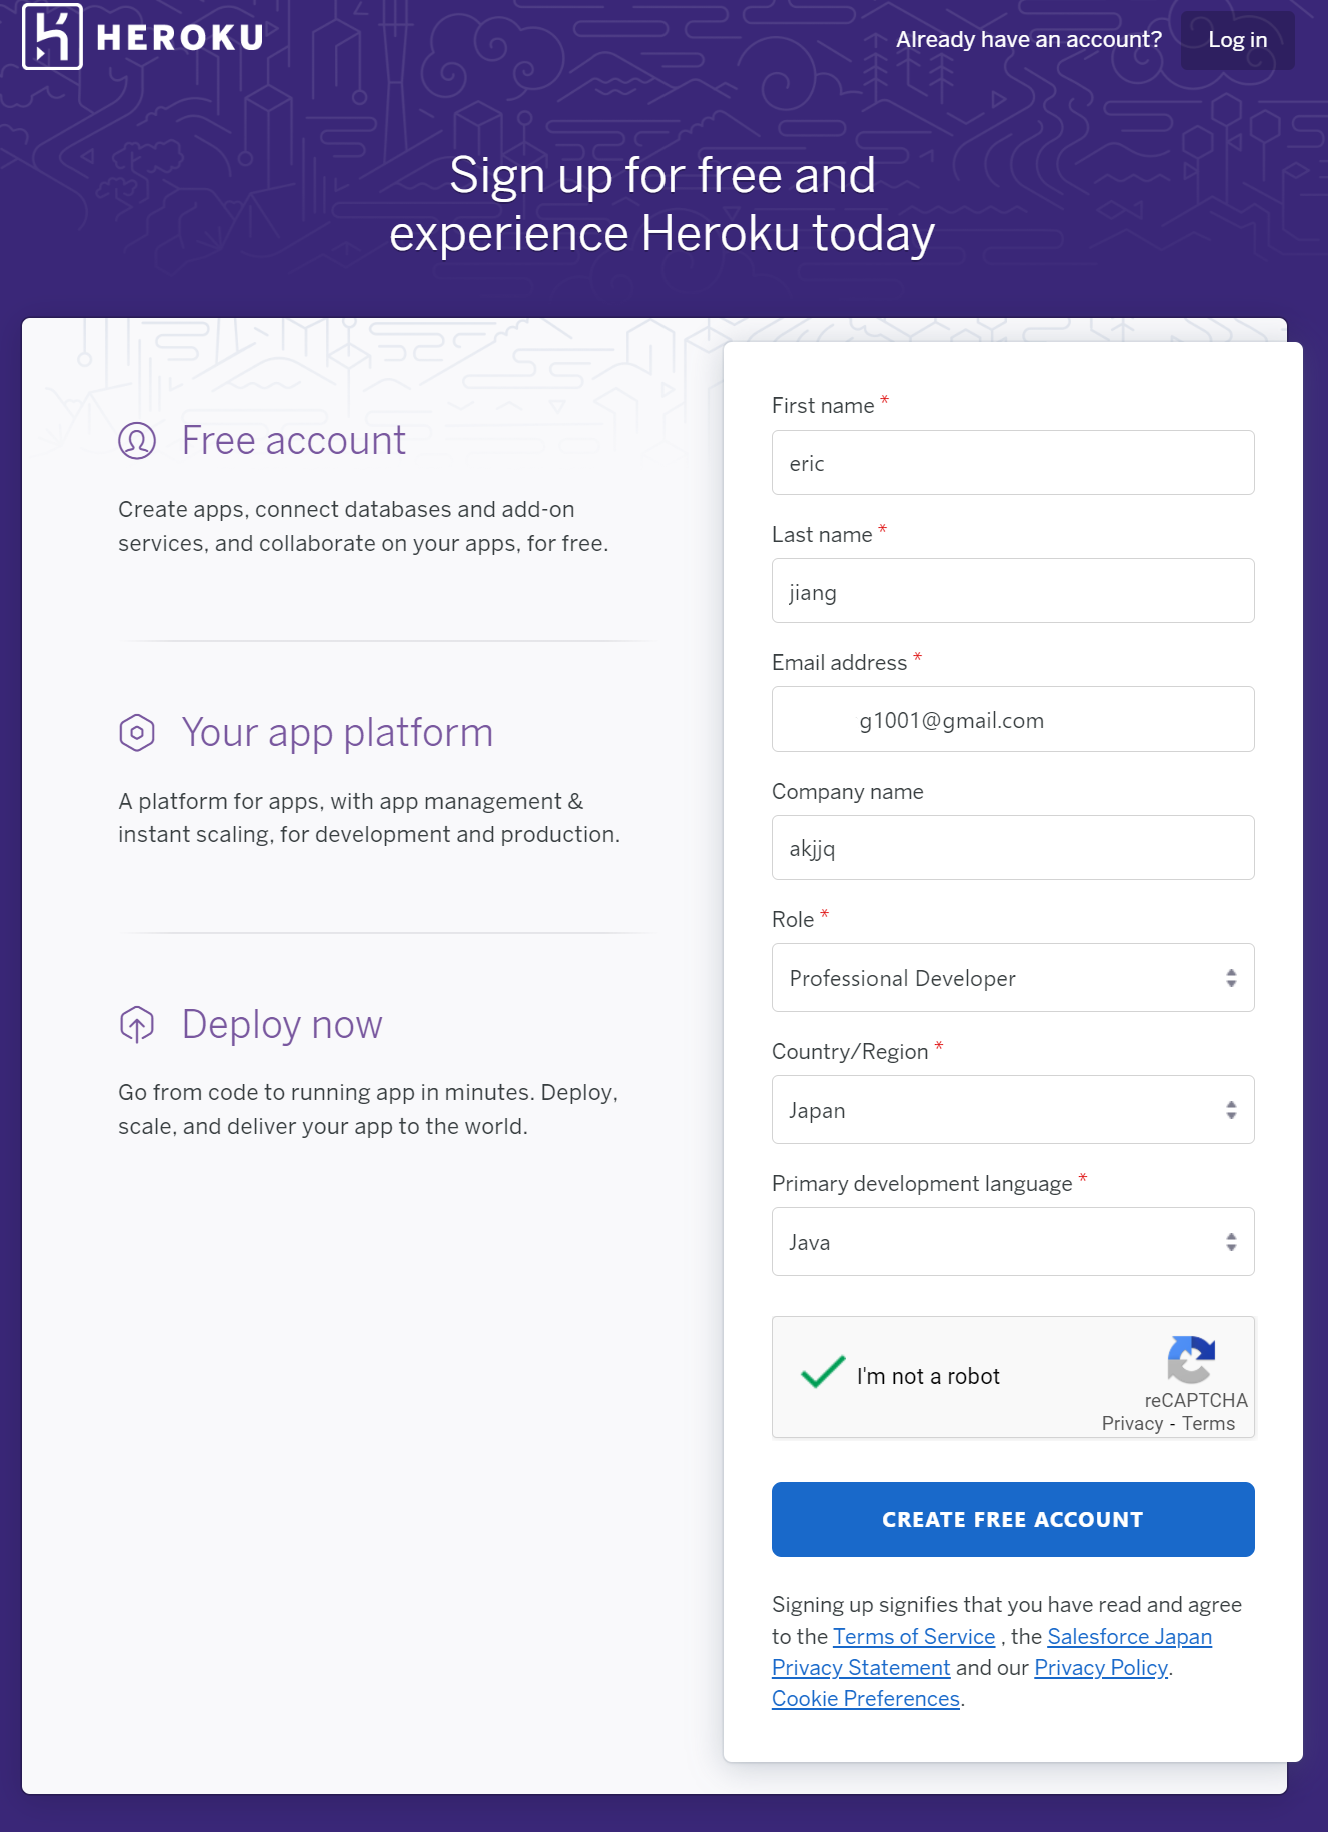 HEROKU
Already have an account?
Log in
Sign up for free and
experience Heroku today
Free account
Create apps, connect databases and add-on
services, and collaborate on your apps, for free.
Your app platform
A platform for apps, with app management &
instant scaling, for development and production.
Deploy now
Go from code to running app in minutes. Deploy,
scale, and deliver your app to the world.
First name *
eric
Last name *
jiang
Email address *
g1001@gmail.com
Company name
akjjq
Role *
Professional Developer
Country/Region *
Japan
Primary development language *
Java
I'm not a robot
reCAPTCHA
Privacy - Terms
CREATE FREE ACCOUNT
Signing up signifies that you have read and agree
to the Terms of Service , the Salesforce Japan
Privacy Statement and our Privacy Policy.
Cookie Preferences.